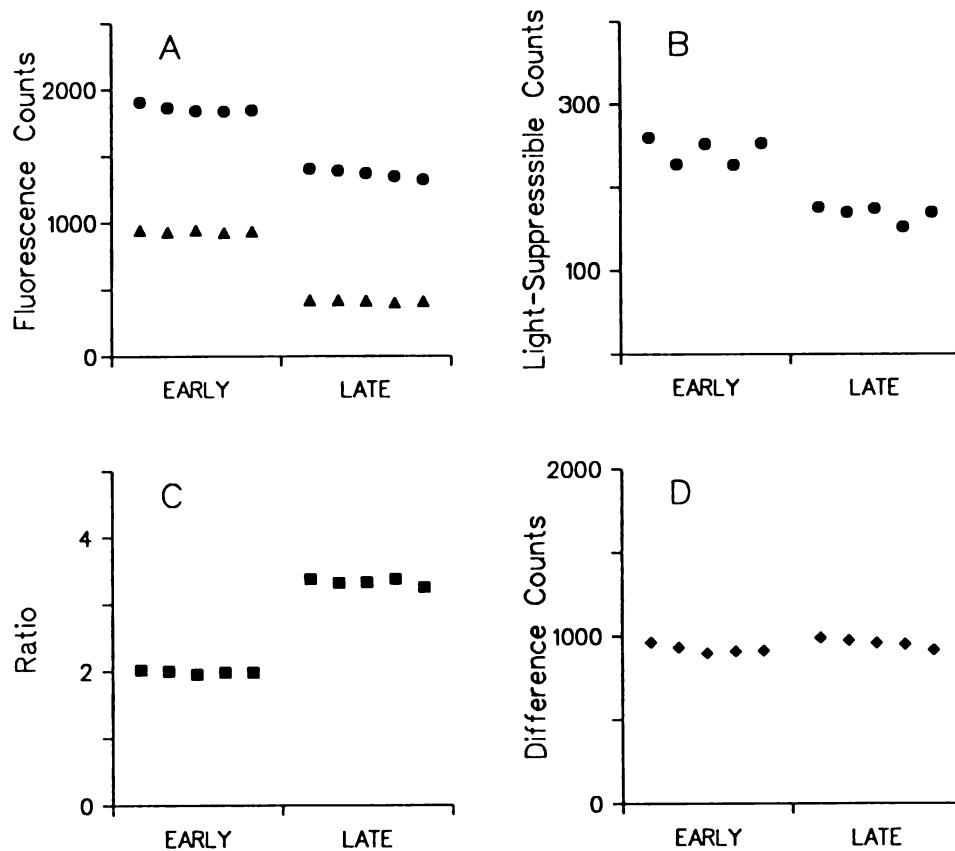 A
Fluorescence Counts
2000
1000
0
EARLY
LATE
B
Light-Suppresssible Counts
300
100
EARLY
LATE
C
Ratio
4
2
0
EARLY
LATE
D
Difference Counts
2000
1000
0
EARLY
LATE